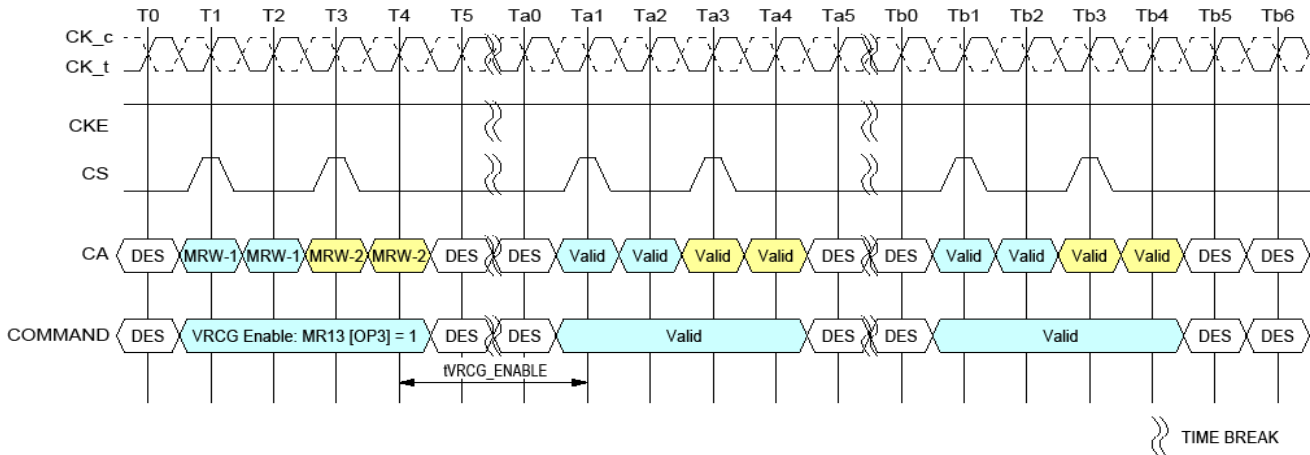 T0 T1 T2 T3 T4 T5 Ta0 Ta1 Ta2 Ta3 Ta4 Ta5 Tb0 Tb1 Tb2 Tb3 Tb4 Tb5 Tb6
CK_c
CK_t
CKE
CS
CA DES MRW-1 MRW-1 MRW-2 MRW-2 DES DES Valid Valid Valid Valid DES DES Valid Valid Valid Valid DES DES
COMMAND DES VRCG Enable: MR13 [OP3] = 1 DES DES Valid DES DES Valid DES DES
tVRCG_ENABLE
TIME BREAK